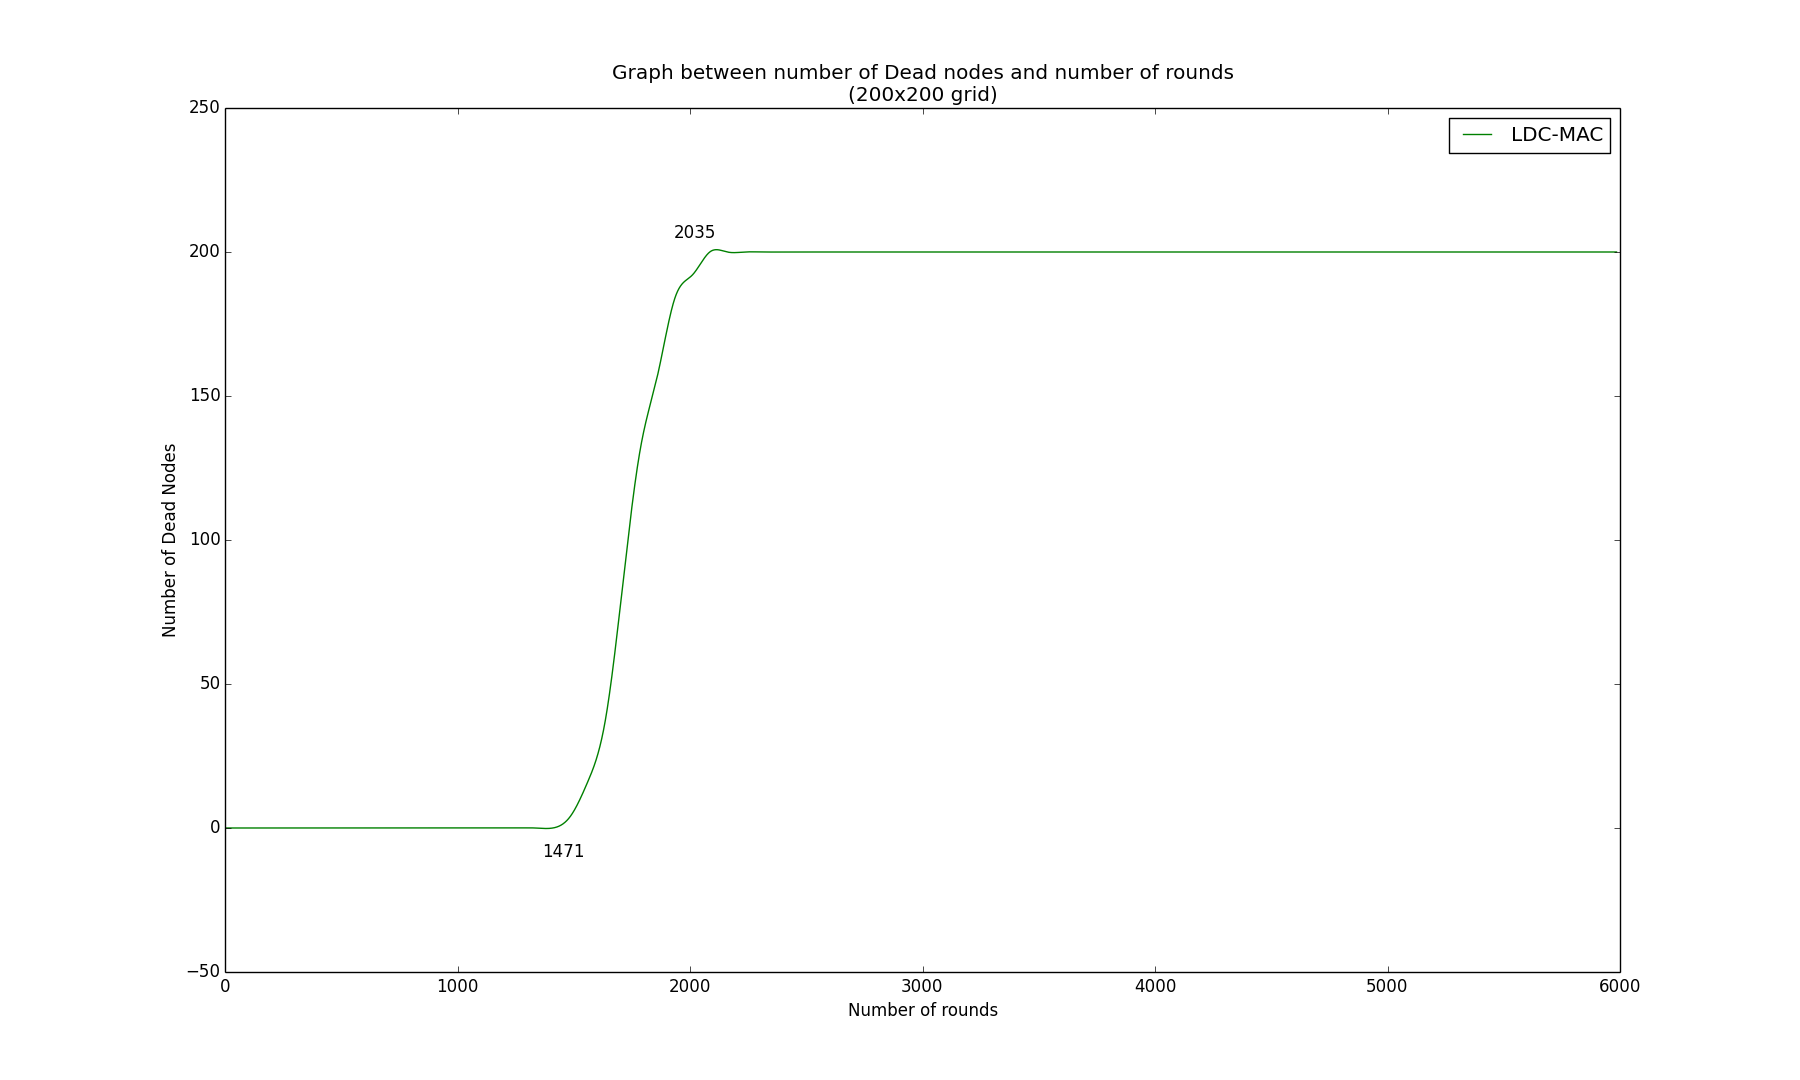 Graph between number of Dead nodes and number of rounds
(200x200 grid)
250
LDC-MAC
2035
200
150
Number of Dead Nodes
100
50
0
1471
−50
0 1000 2000 3000 4000 5000 6000
Number of rounds